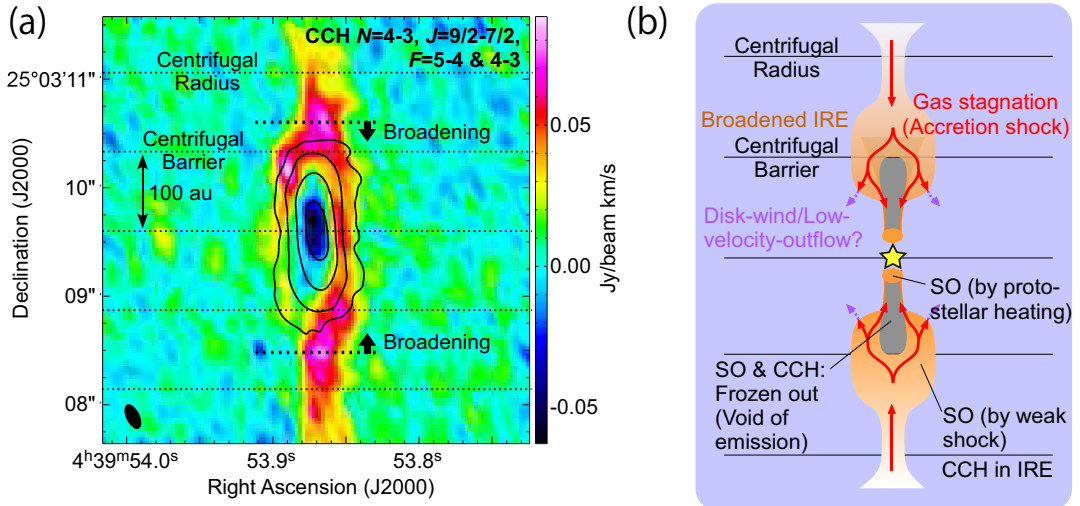 (a)
CCH N=4-3, J=9/2-7/2,
F=5-4 & 4-3
Centrifugal
Radius
Broadening
Centrifugal
Barrier
100 au
Broadening
25°03'11"
10"
09"
08"
Declination (J2000)
4ʰ39ᵐ54.0ˢ
53.9ˢ
53.8ˢ
Right Ascension (J2000)
0.05
0.00
-0.05
Jy/beam km/s
(b)
Centrifugal
Radius
Broadened IRE
Gas stagnation
(Accretion shock)
Centrifugal
Barrier
Disk-wind/Low-
velocity-outflow?
SO (by proto-
stellar heating)
SO & CCH:
Frozen out
(Void of
emission)
SO (by weak
shock)
CCH in IRE